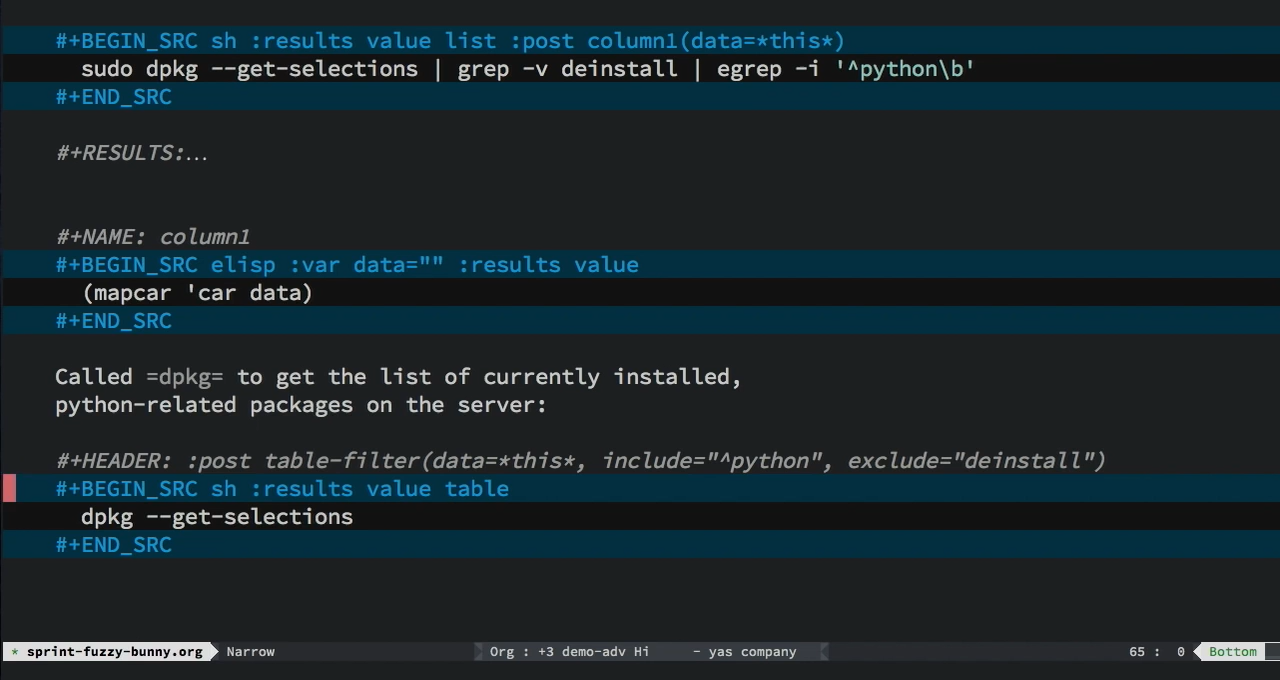 #+BEGIN_SRC sh :results value list :post column1(data=*this*)
sudo dpkg --get-selections | grep -v deinstall | egrep -i '^python\b'
#+END_SRC
#+RESULTS:...
#+NAME: column1
#+BEGIN_SRC elisp :var data="" :results value
(mapcar 'car data)
#+END_SRC
Called =dpkg= to get the list of currently installed,
python-related packages on the server:
#+HEADER: :post table-filter(data=*this*, include="^python", exclude="deinstall")
#+BEGIN_SRC sh :results value table
dpkg --get-selections
#+END_SRC
* sprint-fuzzy-bunny.org Narrow Org : +3 demo-adv Hi - yas company 65 : 0 Bottom